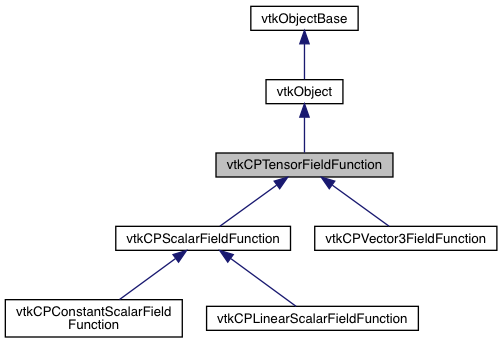 vtkObjectBase
vtkObject
vtkCPTensorFieldFunction
vtkCPScalarFieldFunction
vtkCPVector3FieldFunction
vtkCPConstantScalarField
Function
vtkCPLinearScalarFieldFunction